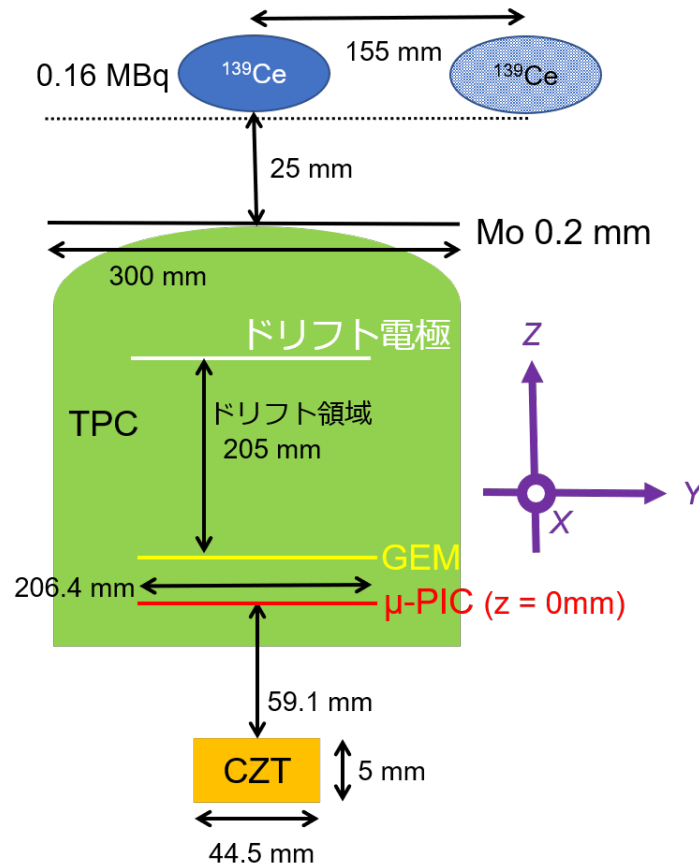 155 mm
0.16 MBq
¹³⁹Ce
¹³⁹Ce
25 mm
Mo 0.2 mm
300 mm
ドリフト電極
TPC
ドリフト領域
205 mm
Z
Y
X
GEM
206.4 mm
μ-PIC (z = 0mm)
59.1 mm
CZT
5 mm
44.5 mm